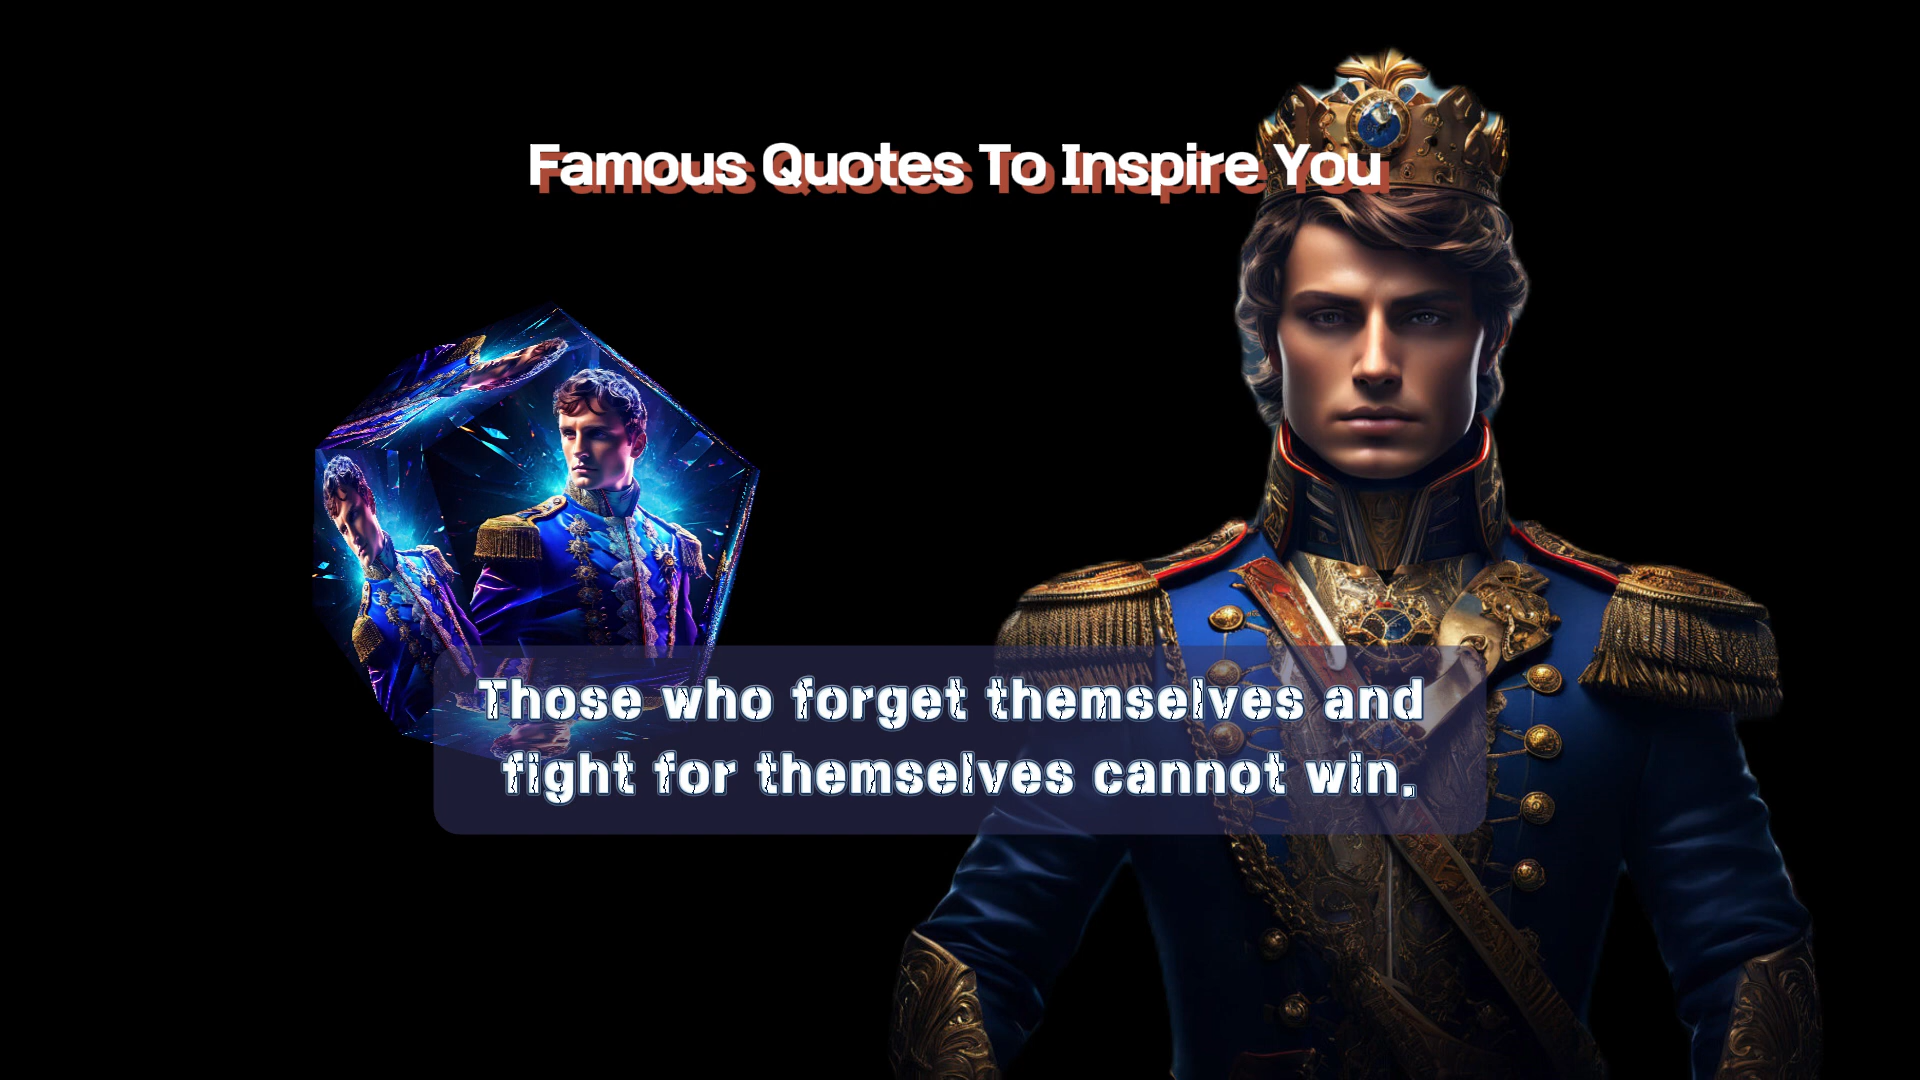 Famous Quotes To Inspire You
Those who forget themselves and
fight for themselves cannot win.